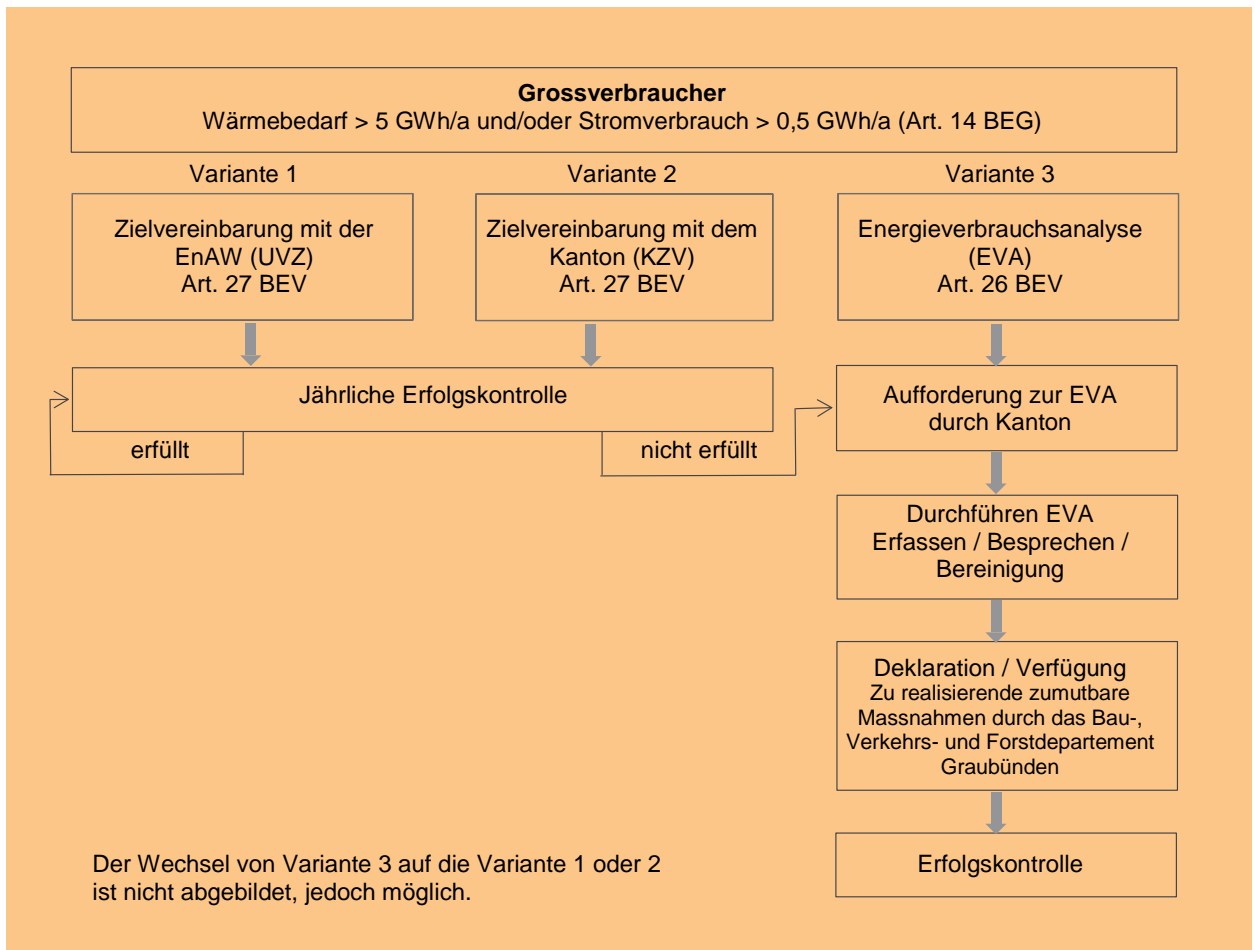 Grossverbraucher
Wärmebedarf > 5 GWh/a und/oder Stromverbrauch > 0,5 GWh/a (Art. 14 BEG)
Variante 1
Zielvereinbarung mit der
EnAW (UVZ)
Art. 27 BEV
Variante 2
Zielvereinbarung mit dem
Kanton (KZV)
Art. 27 BEV
Variante 3
Energieverbrauchsanalyse
(EVA)
Art. 26 BEV
Jährliche Erfolgskontrolle
erfüllt
nicht erfüllt
Aufforderung zur EVA
durch Kanton
Durchführen EVA
Erfassen / Besprechen /
Bereinigung
Deklaration / Verfügung
Zu realisierende zumutbare
Massnahmen durch das Bau-,
Verkehrs- und Forstdepartement
Graubünden
Erfolgskontrolle
Der Wechsel von Variante 3 auf die Variante 1 oder 2
ist nicht abgebildet, jedoch möglich.